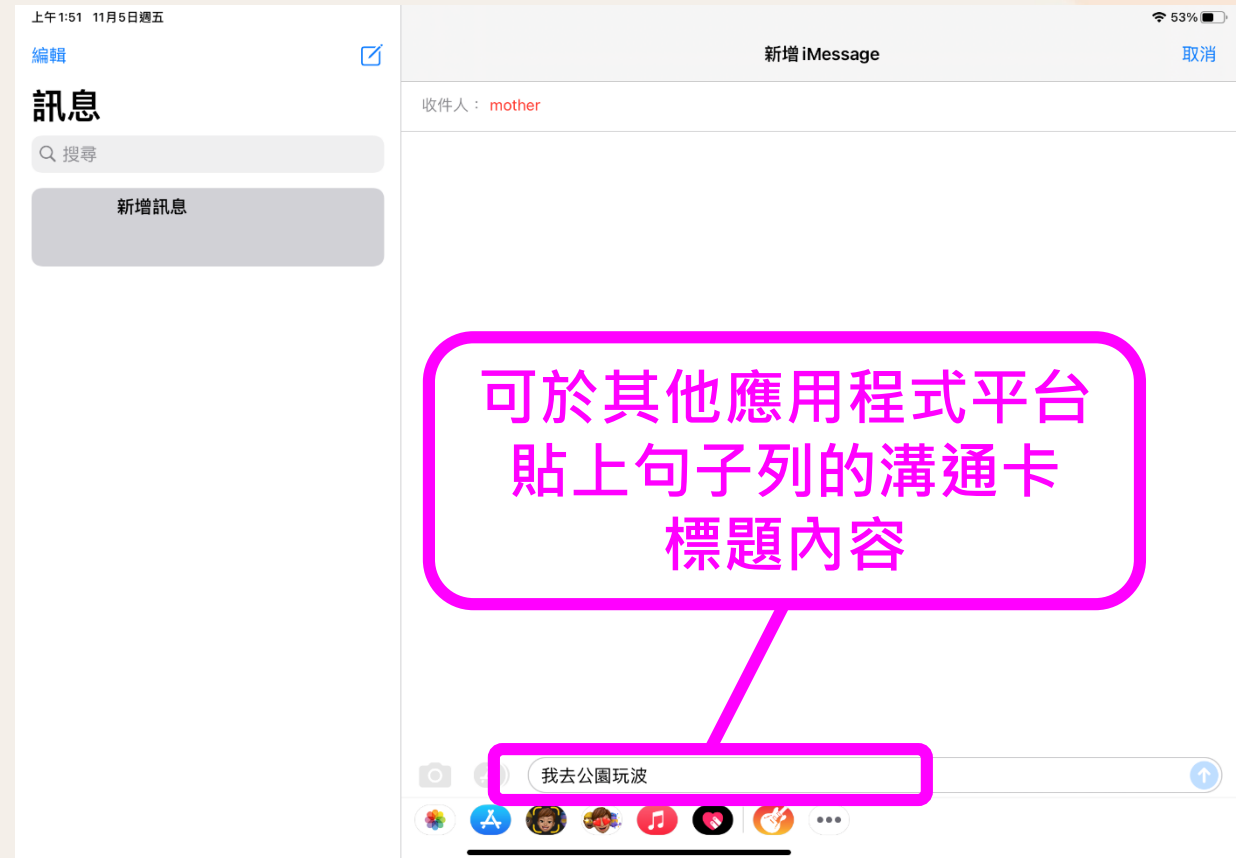 上午1:51 11月5日週五
53%
編輯
新增 iMessage
取消
訊息
收件人： mother
搜尋
新增訊息
可於其他應用程式平台
貼上句子列的溝通卡
標題內容
我去公園玩波